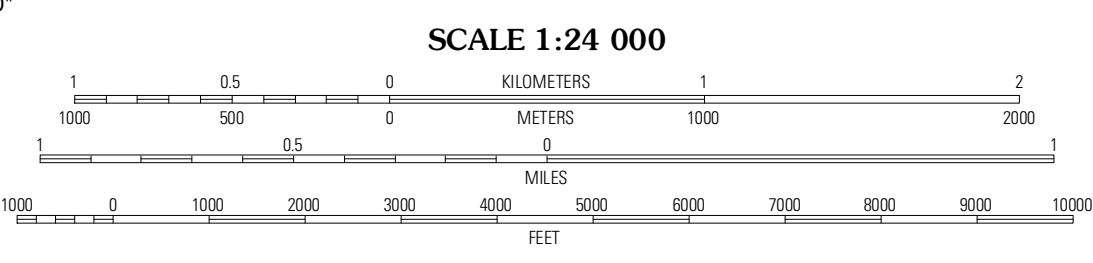 0"
SCALE 1:24 000
1 0.5 0 KILOMETERS 1 2
1000 500 0 METERS 1000 2000
1 0.5 0 1
MILES
1000 0 1000 2000 3000 4000 5000 6000 7000 8000 9000 10000
FEET